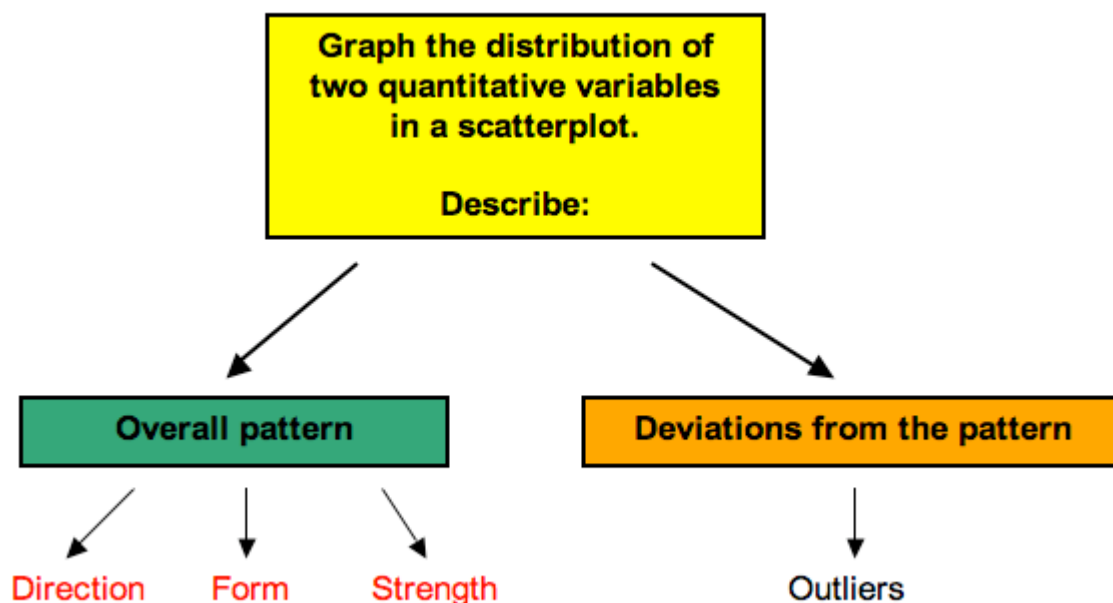 Graph the distribution of
two quantitative variables
in a scatterplot.
Describe:
Overall pattern
Deviations from the pattern
Direction
Form
Strength
Outliers